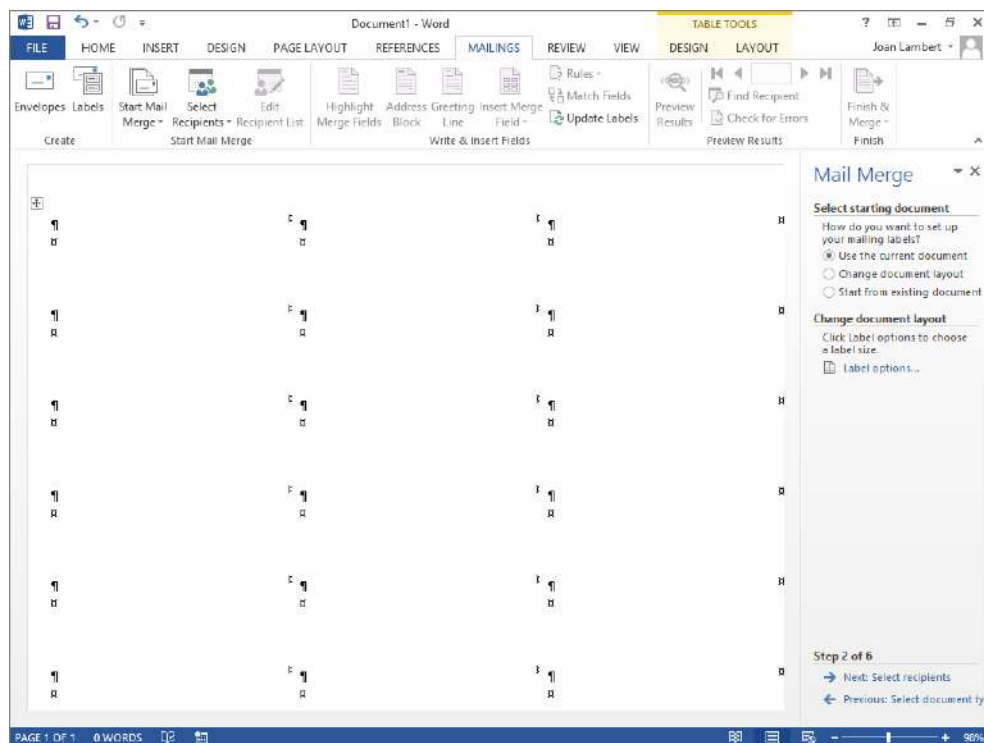 Document1 - Word
TABLE TOOLS
FILE HOME INSERT DESIGN PAGE LAYOUT REFERENCES MAILINGS REVIEW VIEW DESIGN LAYOUT Joan Lambert
Envelopes Labels Start Mail Merge Select Recipients Edit Recipient List Highlight Merge Fields Address Block Greeting Line Insert Merge Field Rules Match Fields Update Labels Preview Results Find Recipient Check for Errors Finish & Merge
Create Start Mail Merge Write & Insert Fields Preview Results Finish
Mail Merge
Select starting document
How do you want to set up
your mailing labels?
Use the current document
Change document layout
Start from existing document
Change document layout
Click Label options to choose
a label size.
Label options...
Step 2 of 6
Next: Select recipients
Previous: Select document ty
PAGE 1 OF 1 0 WORDS 98%